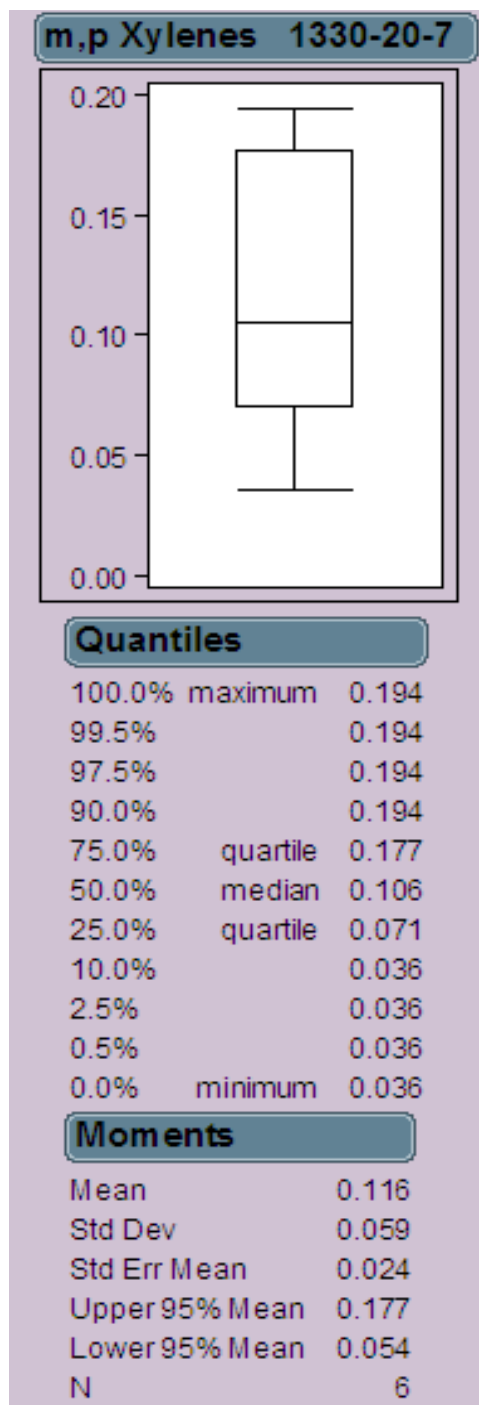 m,p Xylenes 1330-20-7
0.20
0.15
0.10
0.05
0.00
Quantiles
100.0% maximum 0.194
99.5% 0.194
97.5% 0.194
90.0% 0.194
75.0% quartile 0.177
50.0% median 0.106
25.0% quartile 0.071
10.0% 0.036
2.5% 0.036
0.5% 0.036
0.0% minimum 0.036
Moments
Mean 0.116
Std Dev 0.059
Std Err Mean 0.024
Upper 95% Mean 0.177
Lower 95% Mean 0.054
N 6